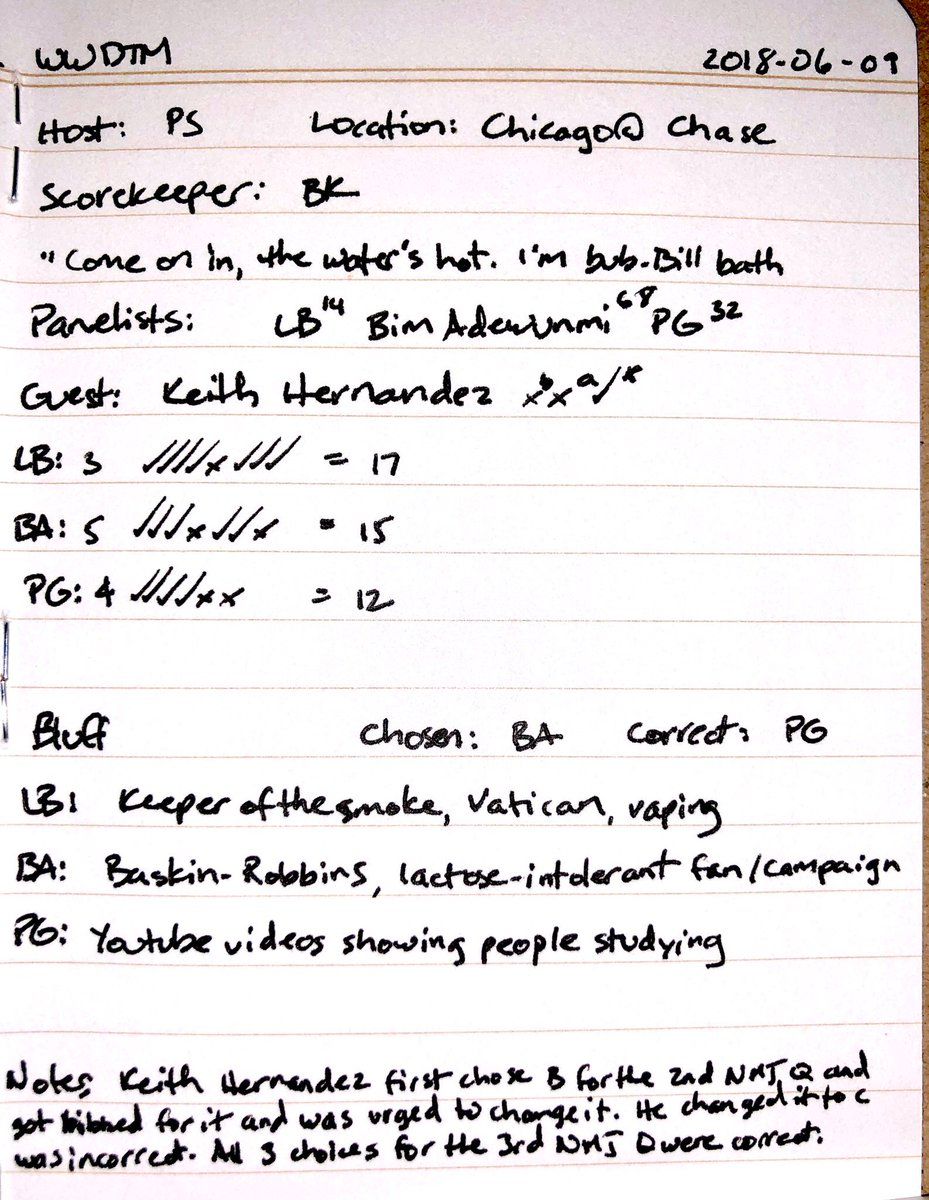 WWDTM 2018-06-09
Host: PS Location: Chicago@ Chase
Scorekeeper: BK
"Come on in, the water's hot. I'm bub-Bill bath
Panelists: LB 14 Bim Adewunmi 68 PG 32
Guest: Keith Hernandez
LB: 3 ✓✓✓✓x✓✓✓ = 17
BA: 5 ✓✓✓x✓✓x = 15
PG: 4 ✓✓✓✓xx = 12
Bluff Chosen: BA Correct: PG
LB: Keeper of the smoke, Vatican, vaping
BA: Baskin-Robbins, lactose-intolerant fan/campaign
PG: Youtube videos showing people studying
Notes: Keith Hernandez first chose B for the 2nd NMJ Q and
got for it and was urged to change it. He changed it to c
was incorrect. All 3 choices for the 3rd NMJ Q were correct.